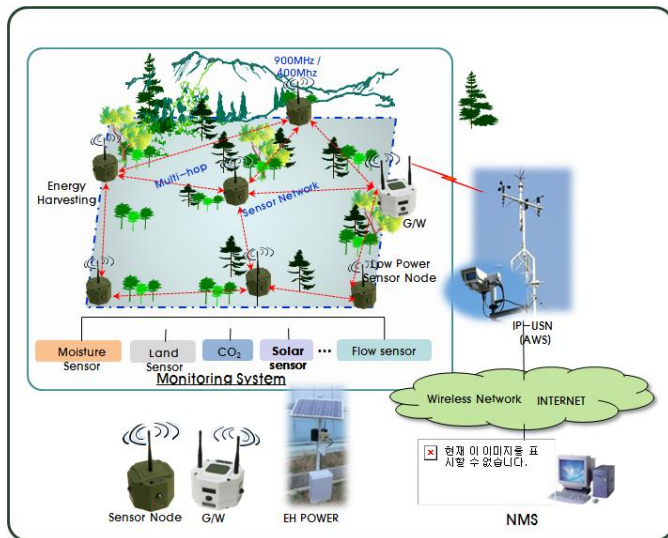 900MHz /
400Mhz
Multi-hop
Energy
Harvesting
Sensor Network
G/W
Low Power
Sensor Node
IP-USN
(AWS)
Moisture
Sensor
Land
Sensor
CO₂
Solar
sensor
...
Flow sensor
Monitoring System
Wireless Network
INTERNET
현재 이 이미지를 표
시할 수 없습니다.
Sensor Node
G/W
EH POWER
NMS